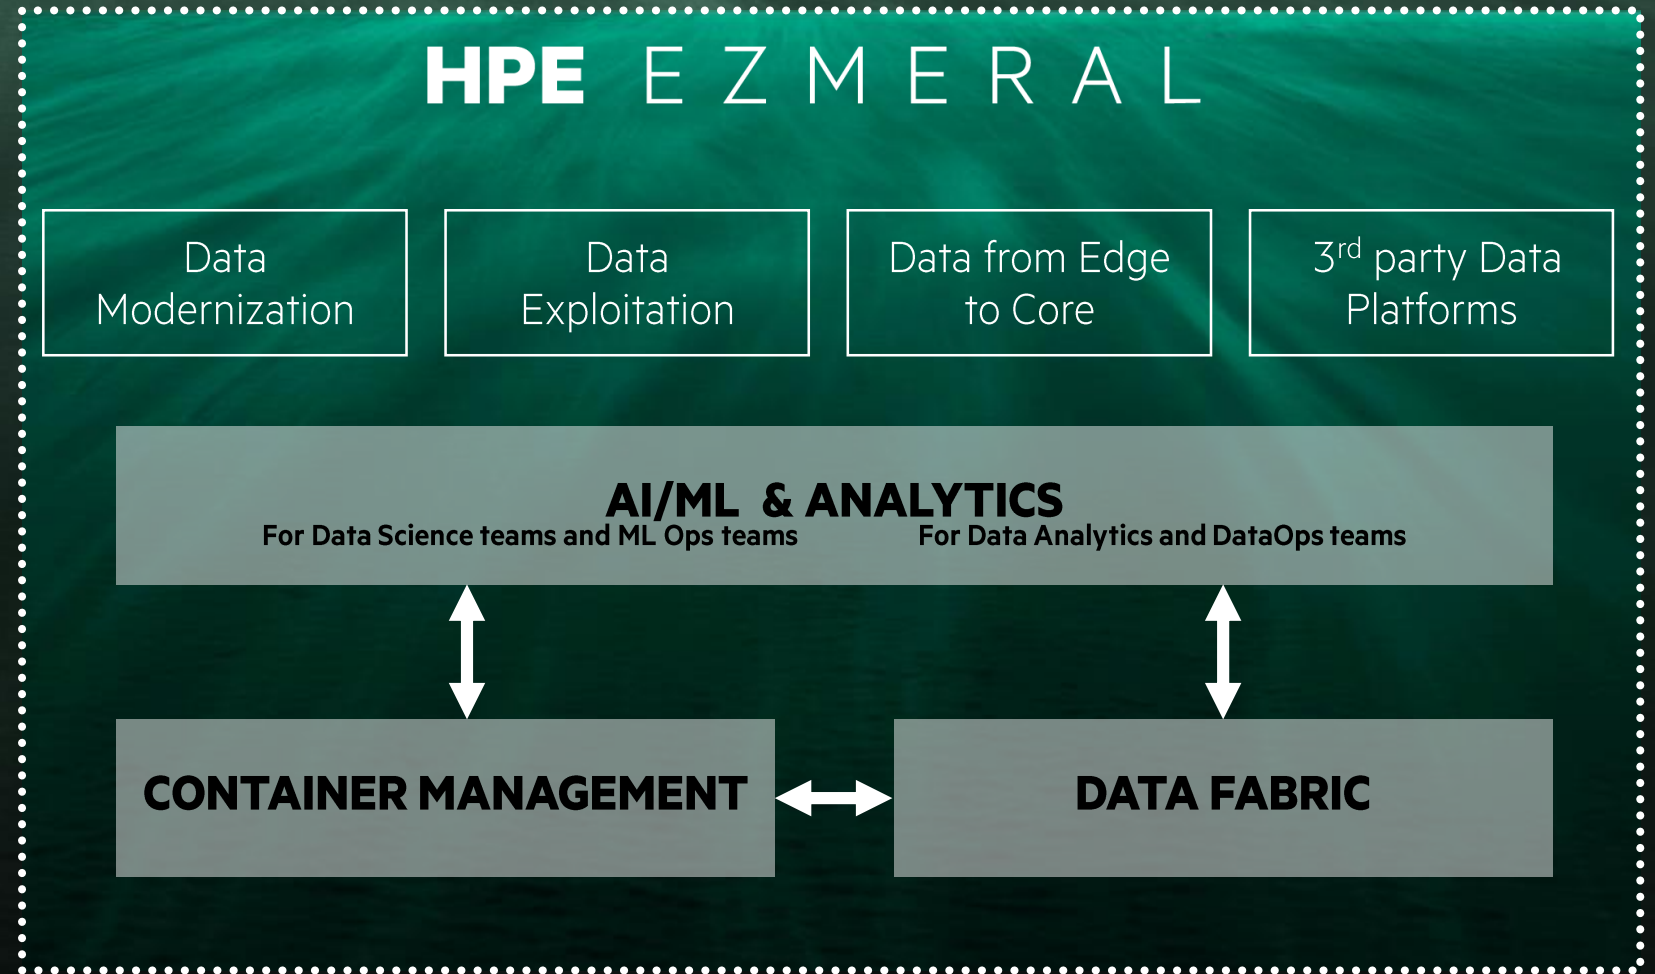 HPE EZMERAL
Data
Modernization
Data
Exploitation
Data from Edge
to Core
3rd party Data
Platforms
AI/ML & ANALYTICS
For Data Science teams and ML Ops teams
For Data Analytics and DataOps teams
CONTAINER MANAGEMENT
DATA FABRIC